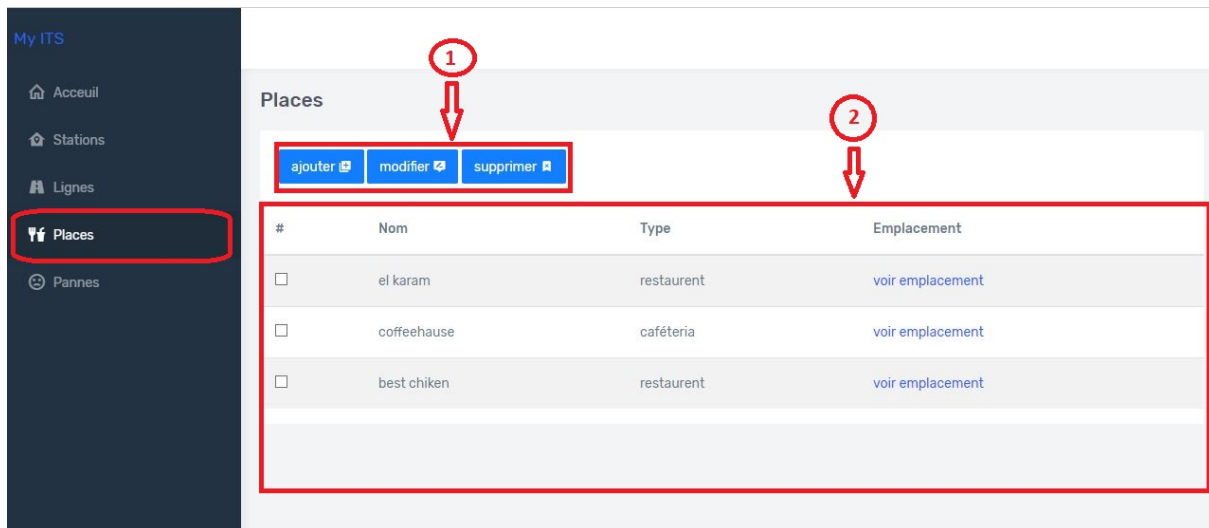 My ITS
Acceuil
Stations
Lignes
Places
Pannes
1
Places
2
ajouter modifier supprimer
# Nom Type Emplacement
el karam restaurent voir emplacement
coffeehause caféteria voir emplacement
best chiken restaurent voir emplacement